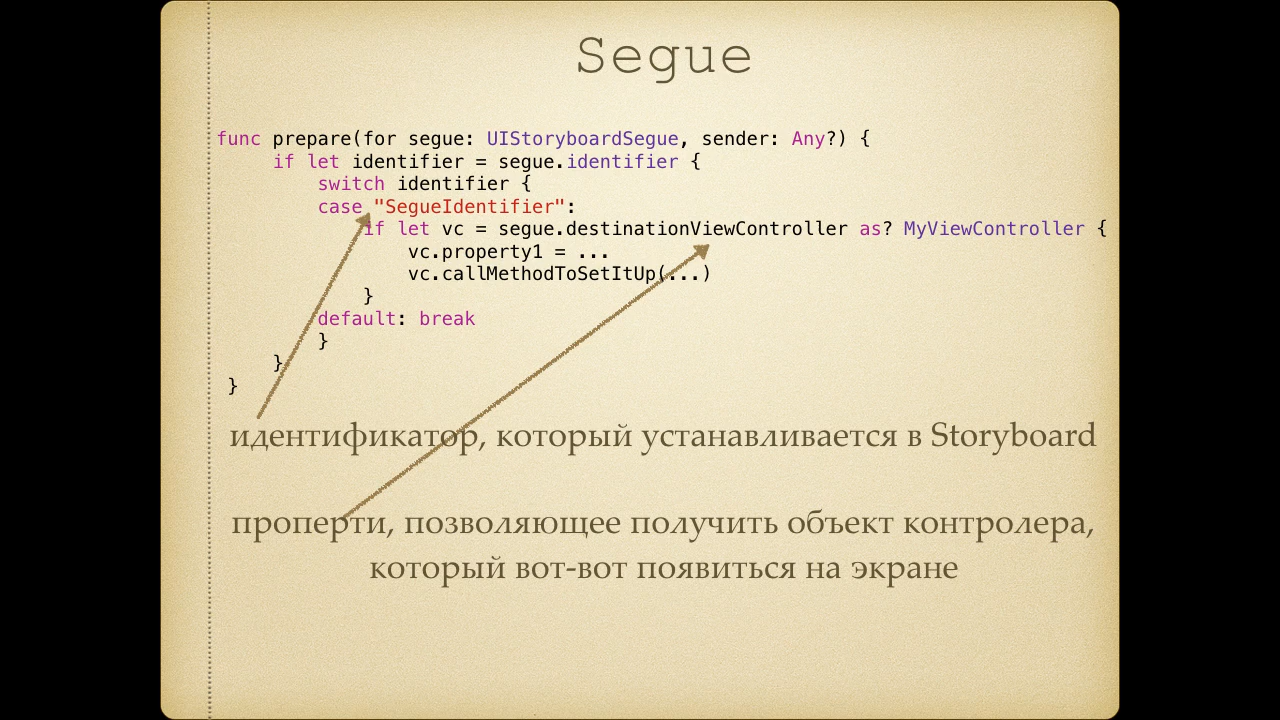 Segue
func prepare(for segue: UIStoryboardSegue, sender: Any?) {
if let identifier = segue.identifier {
switch identifier {
case "SegueIdentifier":
if let vc = segue.destinationViewController as? MyViewController {
vc.property1 = ...
vc.callMethodToSetItUp(...)
}
default: break
}
}
}
идентификатор, который устанавливается в Storyboard
проперти, позволяющее получить объект контролера,
который вот-вот появиться на экране